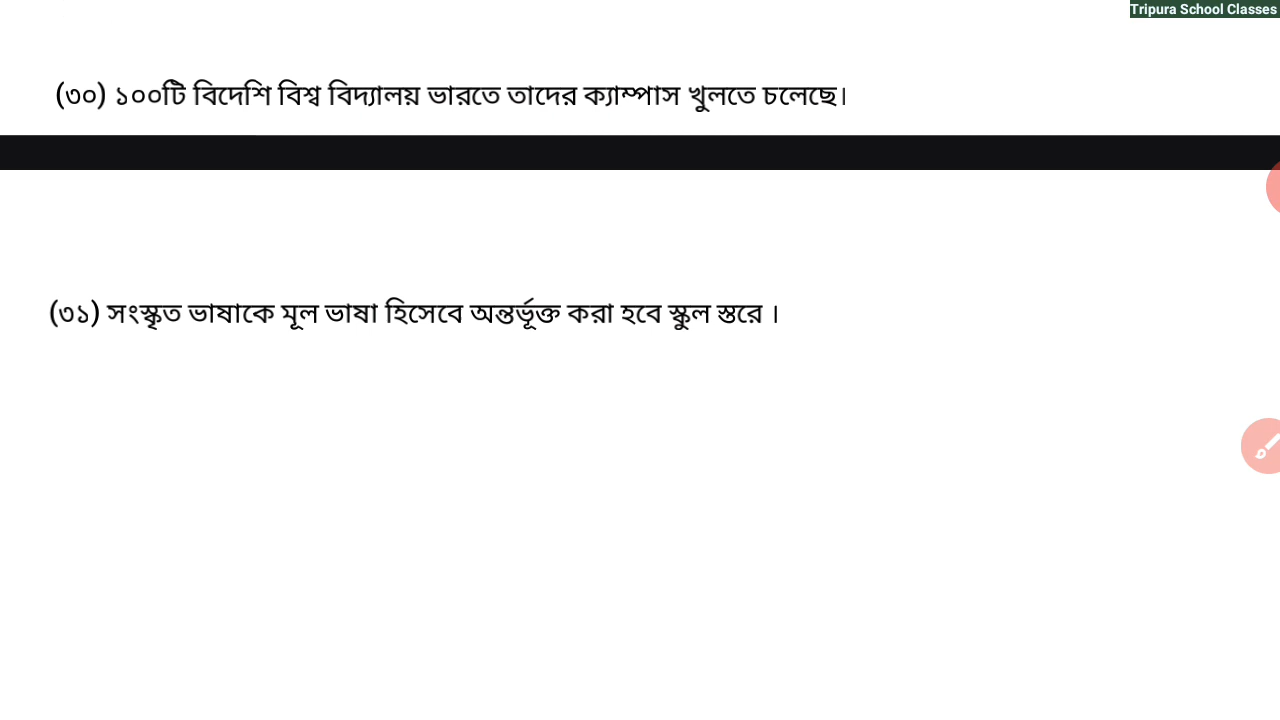 Tripura School Classes
(৩০) ১০০টি বিদেশি বিশ্ব বিদ্যালয় ভারতে তাদের ক্যাম্পাস খুলতে চলেছে।
(৩১) সংস্কৃত ভাষাকে মূল ভাষা হিসেবে অন্তর্ভূক্ত করা হবে স্কুল স্তরে ।